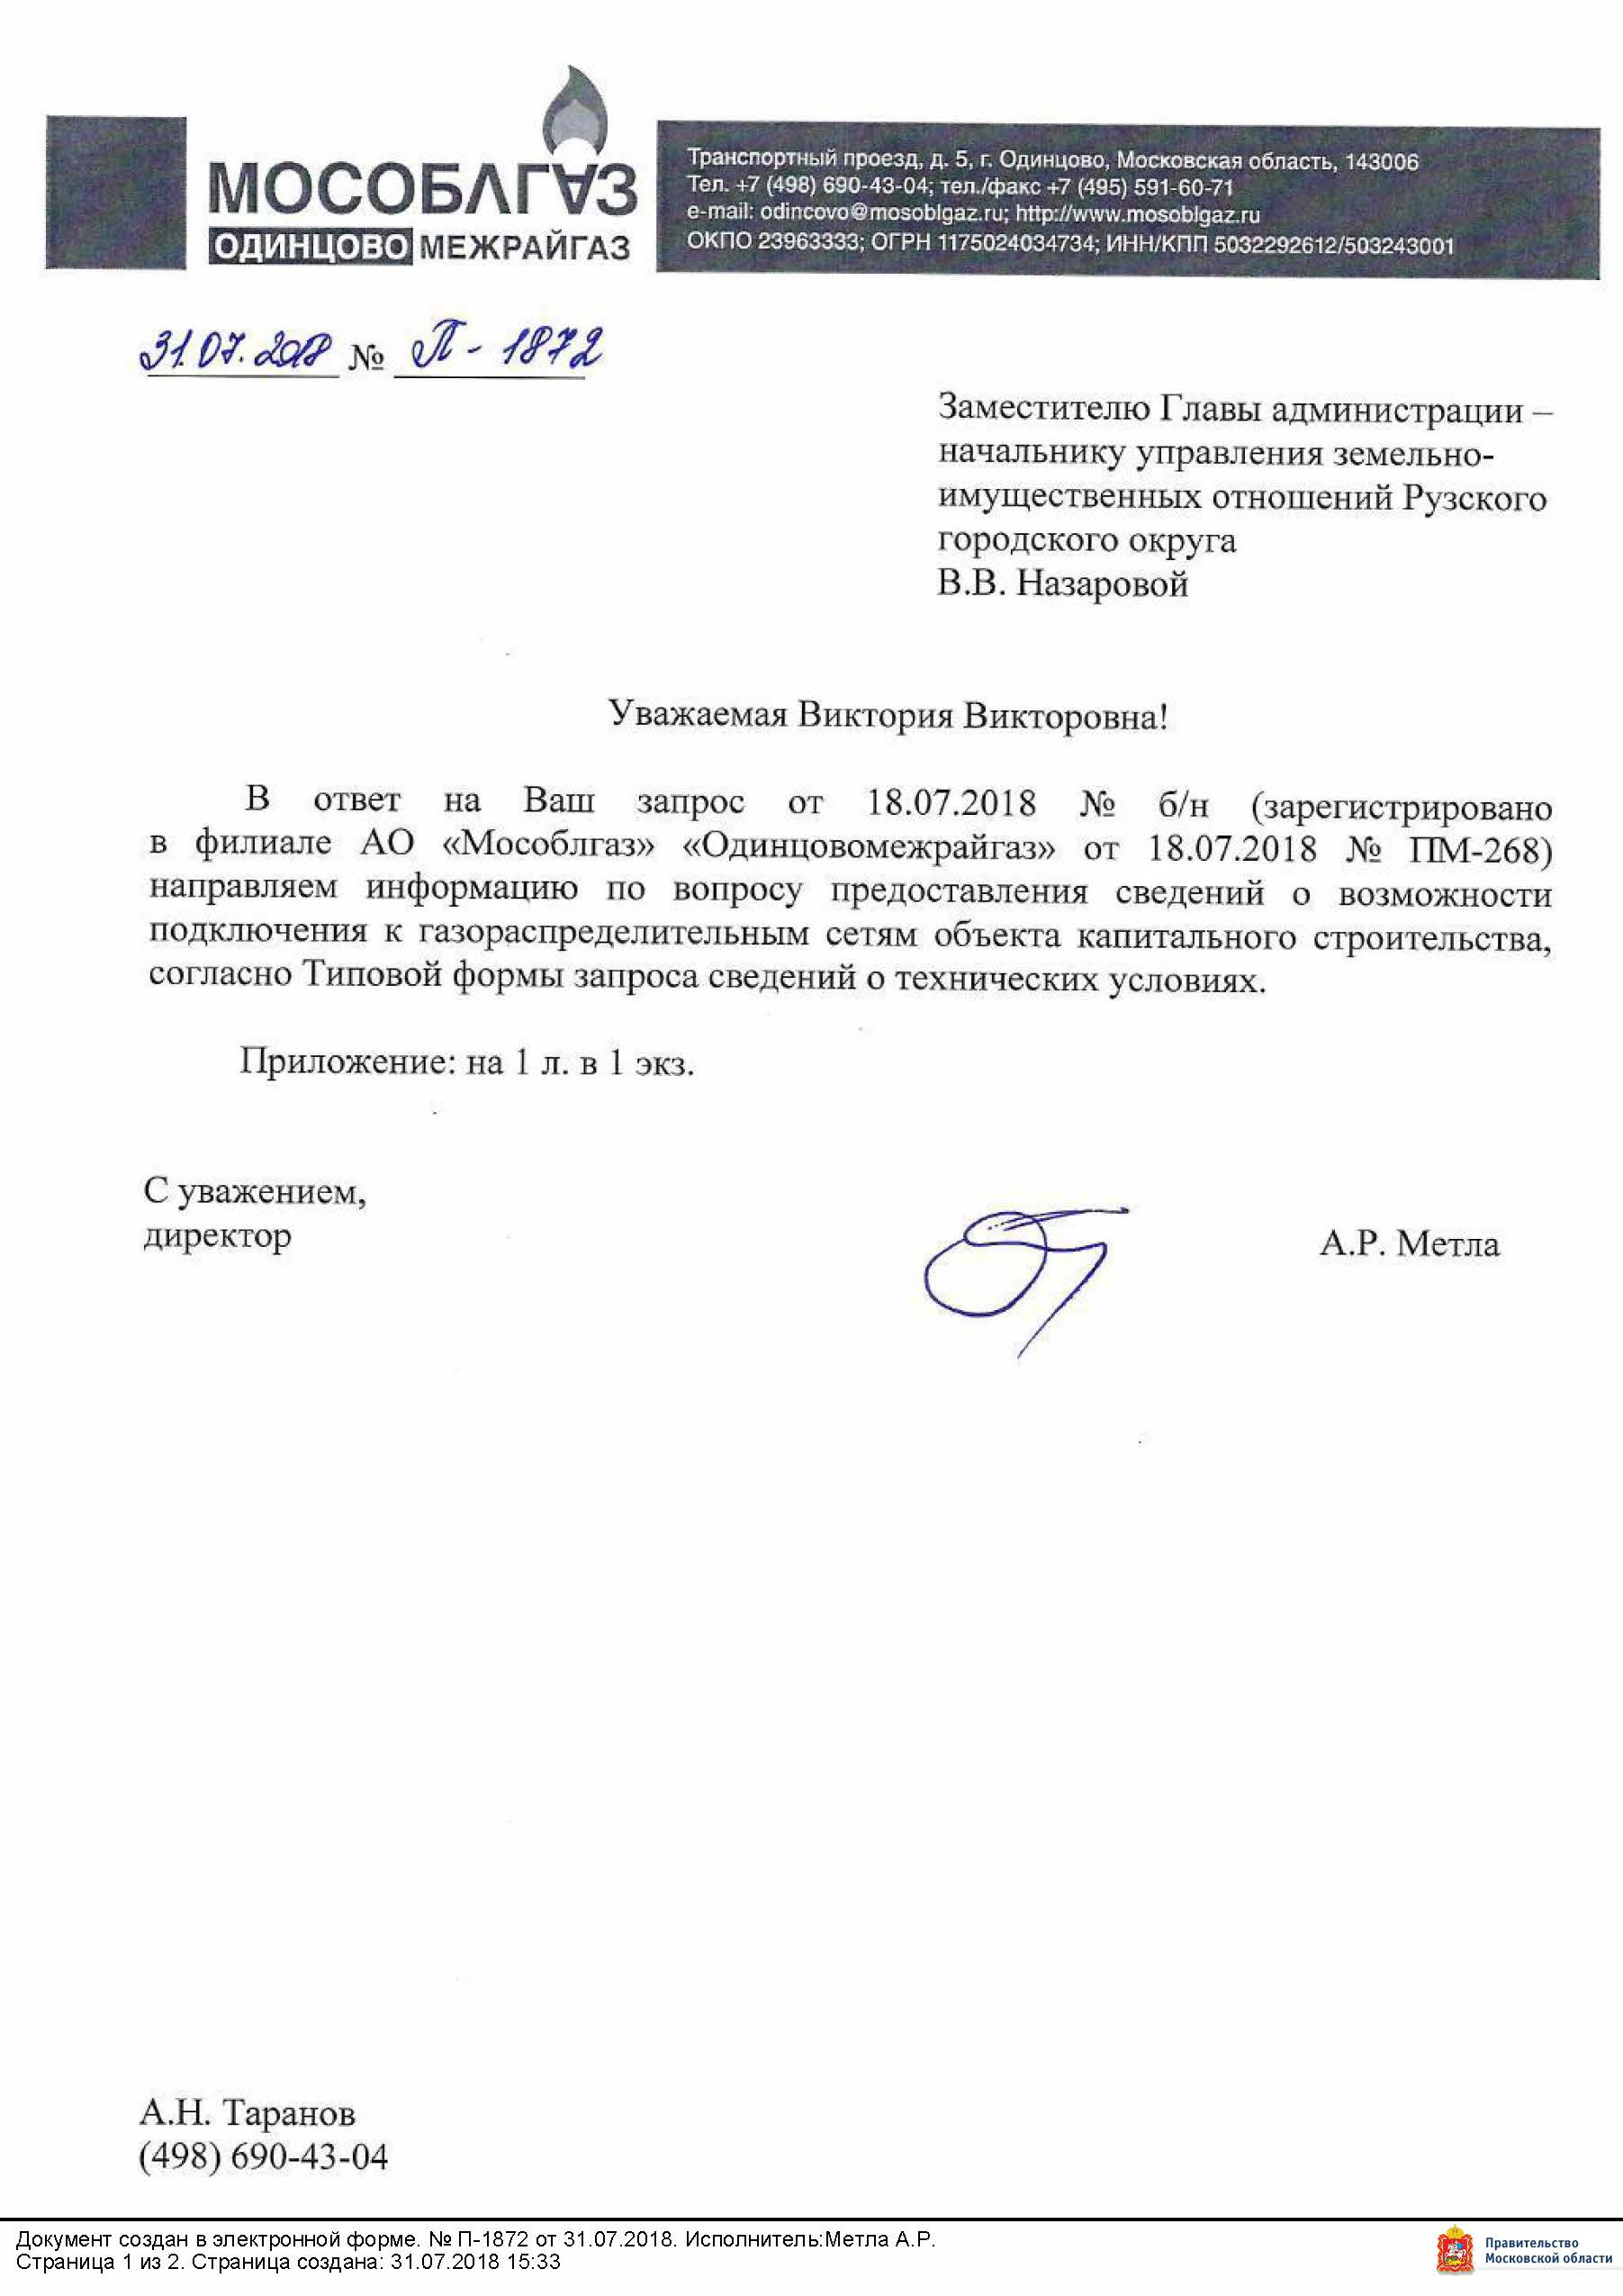 МОСОБЛГАЗ
ОДИНЦОВО МЕЖРАЙГАЗ
Транспортный проезд, д. 5, г. Одинцово, Московская область, 143006
Тел. +7 (498) 690-43-04; тел./факс +7 (495) 591-60-71
e-mail: odincovo@mosoblgaz.ru; http://www.mosoblgaz.ru
ОКПО 23963333; ОГРН 1175024034734; ИНН/КПП 5032292612/503243001
31.07.2018 № П-1872
Заместителю Главы администрации –
начальнику управления земельно-
имущественных отношений Рузского
городского округа
В.В. Назаровой
Уважаемая Виктория Викторовна!
В ответ на Ваш запрос от 18.07.2018 № б/н (зарегистрировано
в филиале АО «Мособлгаз» «Одинцовомежрайгаз» от 18.07.2018 № ПМ-268)
направляем информацию по вопросу предоставления сведений о возможности
подключения к газораспределительным сетям объекта капитального строительства,
согласно Типовой формы запроса сведений о технических условиях.
Приложение: на 1 л. в 1 экз.
С уважением,
директор
А.Р. Метла
А.Н. Таранов
(498) 690-43-04
Документ создан в электронной форме. № П-1872 от 31.07.2018. Исполнитель:Метла А.Р.
Страница 1 из 2. Страница создана: 31.07.2018 15:33
Правительство
Московской области